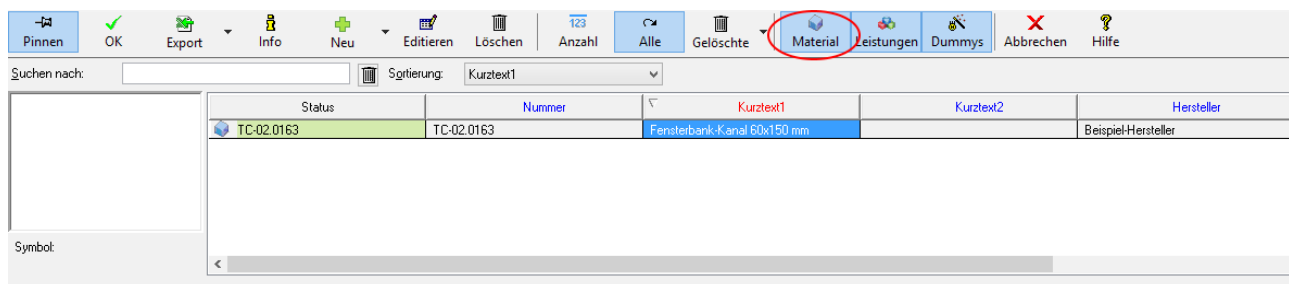 Pinnen OK Export Info Neu Editieren Löschen 123 Anzahl Alle Gelöschte Material Leistungen Dummys Abbrechen Hilfe
Suchen nach: Sortierung: Kurztext1
Status Nummer Kurztext1 Kurztext2 Hersteller
TC-02.0163 TC-02.0163 Fensterbank-Kanal 60x150 mm Beispiel-Hersteller
Symbol: